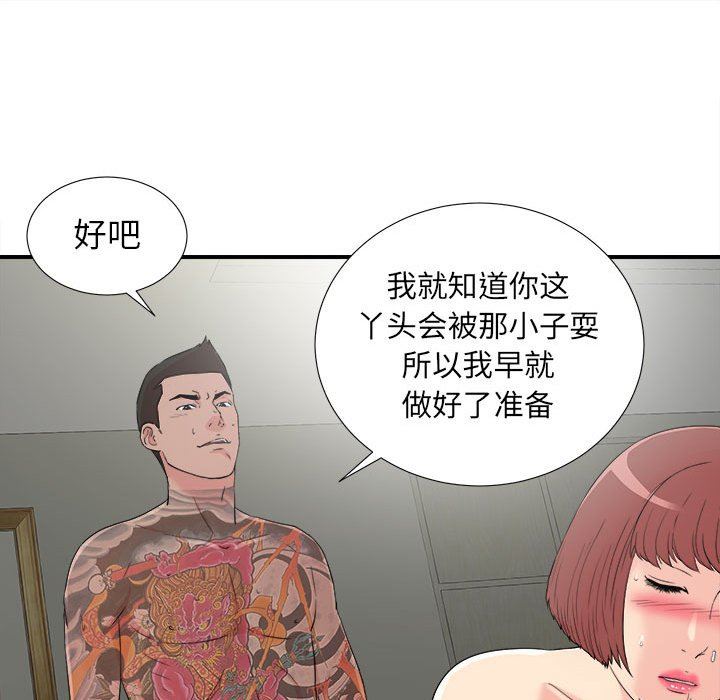 好吧
我就知道你这
丫头会被那小子耍
所以我早就
做好了准备